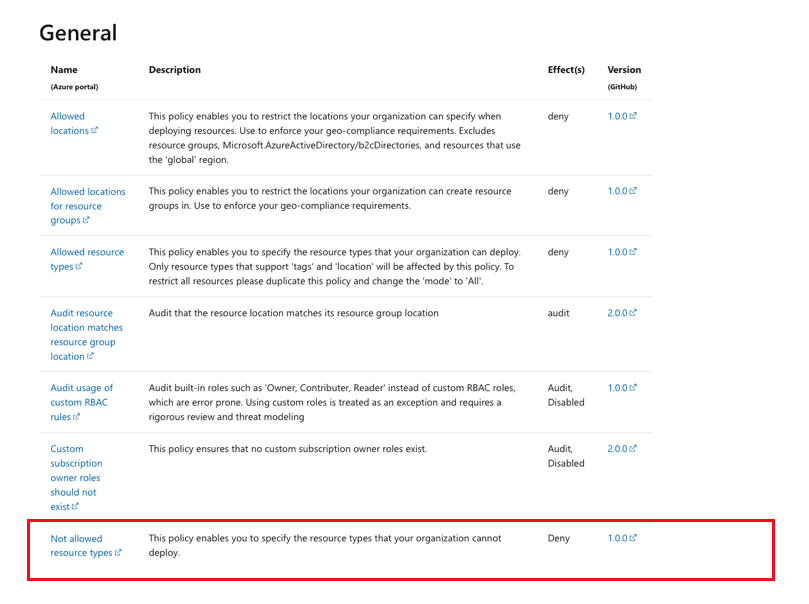 General
Name
(Azure portal)
Description
Effect(s)
Version
(GitHub)
Allowed
locations
This policy enables you to restrict the locations your organization can specify when
deploying resources. Use to enforce your geo-compliance requirements. Excludes
resource groups, Microsoft.AzureActiveDirectory/b2cDirectories, and resources that use
the 'global' region.
deny
1.0.0
Allowed locations
for resource
groups
This policy enables you to restrict the locations your organization can create resource
groups in. Use to enforce your geo-compliance requirements.
deny
1.0.0
Allowed resource
types
This policy enables you to specify the resource types that your organization can deploy.
Only resource types that support 'tags' and 'location' will be affected by this policy. To
restrict all resources please duplicate this policy and change the 'mode' to 'All'.
deny
1.0.0
Audit resource
location matches
resource group
location
Audit that the resource location matches its resource group location
audit
2.0.0
Audit usage of
custom RBAC
rules
Audit built-in roles such as 'Owner, Contributer, Reader' instead of custom RBAC roles,
which are error prone. Using custom roles is treated as an exception and requires a
rigorous review and threat modeling
Audit,
Disabled
1.0.0
Custom
subscription
owner roles
should not
exist
This policy ensures that no custom subscription owner roles exist.
Audit,
Disabled
2.0.0
Not allowed
resource types
This policy enables you to specify the resource types that your organization cannot
deploy.
Deny
1.0.0